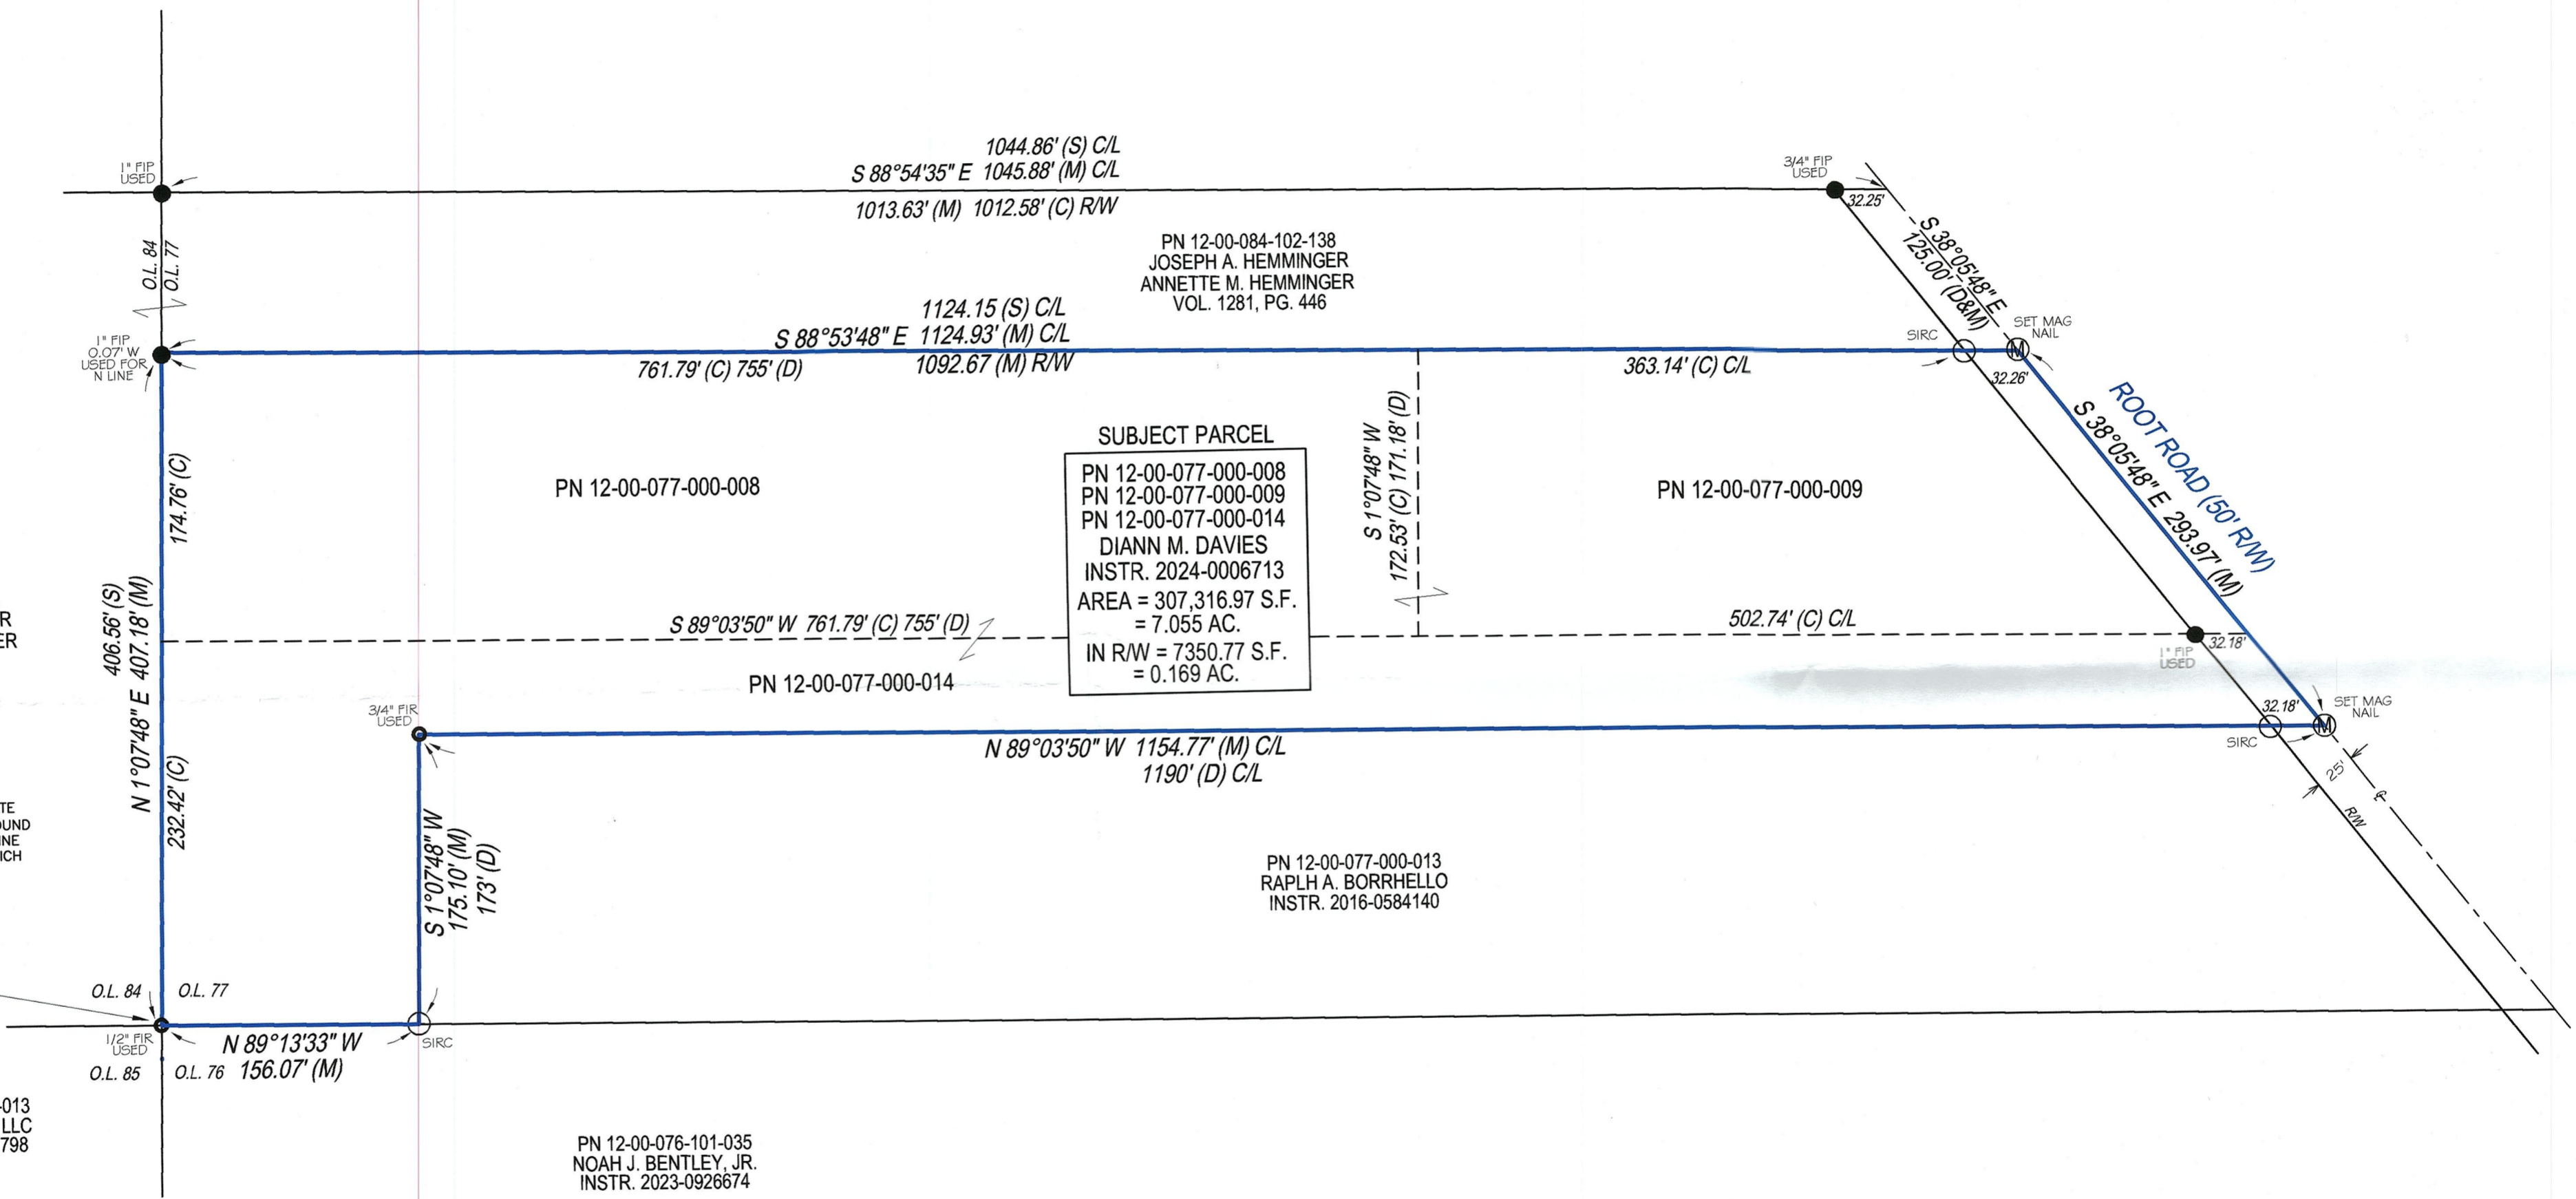 1044.86' (S) C/L
S 88°54'35" E 1045.88' (M) C/L
1013.63' (M) 1012.58' (C) R/W
1" FIP
USED
3/4" FIP
USED
32.25'
O.L. 84
O.L. 77
PN 12-00-084-102-138
JOSEPH A. HEMMINGER
ANNETTE M. HEMMINGER
VOL. 1281, PG. 446
S 38°05'48" E
125.00' (D&M)
1124.15 (S) C/L
S 88°53'48" E 1124.93' (M) C/L
761.79' (C) 755' (D)
1092.67 (M) R/W
363.14' (C) C/L
1" FIP
0.07' W
USED FOR
N LINE
SIRC
SET MAG
NAIL
M
32.26'
ROOT ROAD (50' R/W)
S 38°05'48" E 293.97' (M)
174.76' (C)
PN 12-00-077-000-008
SUBJECT PARCEL
PN 12-00-077-000-008
PN 12-00-077-000-009
PN 12-00-077-000-014
DIANN M. DAVIES
INSTR. 2024-0006713
AREA = 307,316.97 S.F.
= 7.055 AC.
IN R/W = 7350.77 S.F.
= 0.169 AC.
S 1°07'48" W
172.53' (C) 171.18' (D)
PN 12-00-077-000-009
406.56' (S)
N 1°07'48" E 407.18' (M)
S 89°03'50" W 761.79' (C) 755' (D)
502.74' (C) C/L
32.18'
1" FIP
USED
PN 12-00-077-000-014
3/4" FIR
USED
N 89°03'50" W 1154.77' (M) C/L
1190' (D) C/L
32.18'
SET MAG
NAIL
M
SIRC
25'
R/W
232.42' (C)
S 1°07'48" W
175.10' (M)
173' (D)
R
ER
TE
OUND
INE
ICH
PN 12-00-077-000-013
RAPLH A. BORRHELLO
INSTR. 2016-0584140
O.L. 84
O.L. 77
1/2" FIR
USED
N 89°13'33" W
156.07' (M)
SIRC
O.L. 85
O.L. 76
-013
LLC
798
PN 12-00-076-101-035
NOAH J. BENTLEY, JR.
INSTR. 2023-0926674